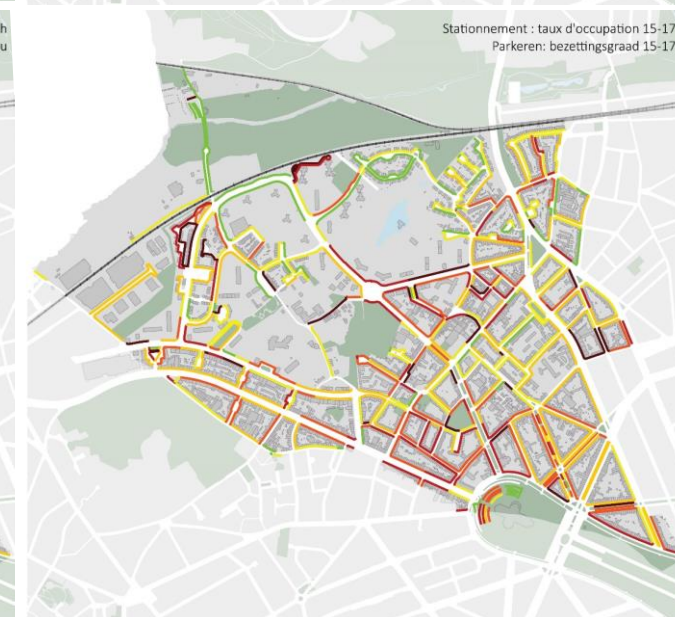 h
Stationnement : taux d'occupation 15-17
u
Parkeren: bezettingsgraad 15-17